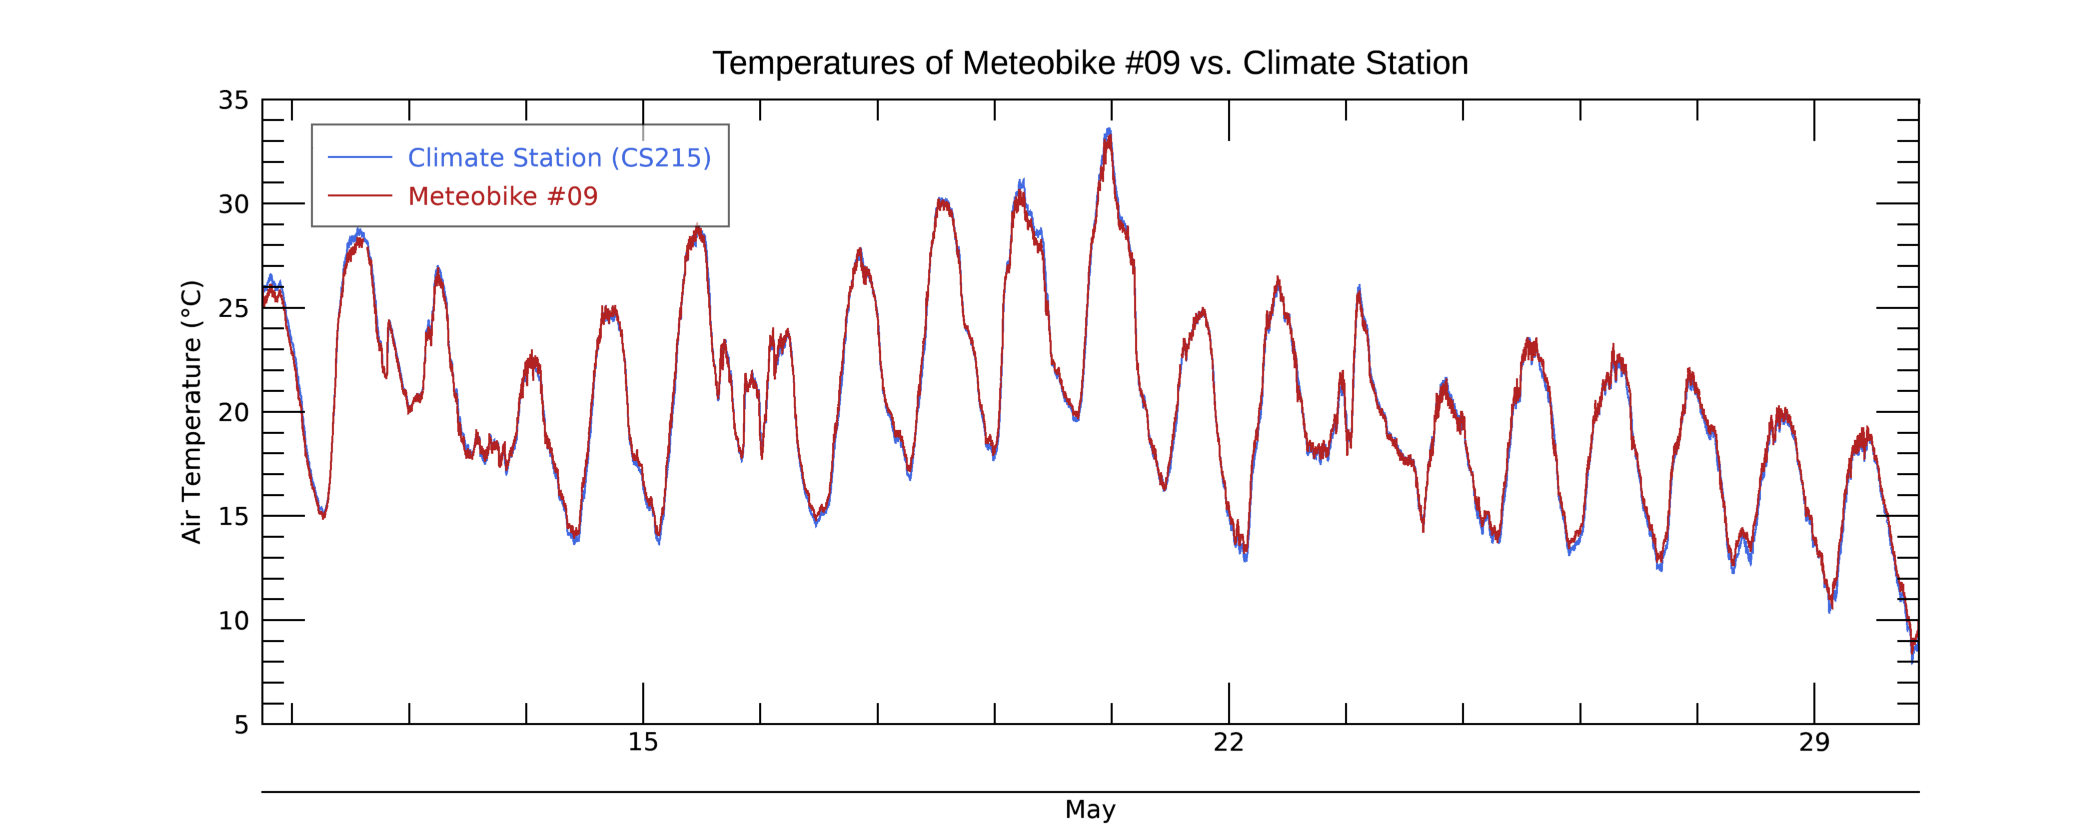 Temperatures of Meteobike #09 vs. Climate Station
35
Climate Station (CS215)
Meteobike #09
30
25
20
15
10
5
Air Temperature (°C)
15 22 29
May